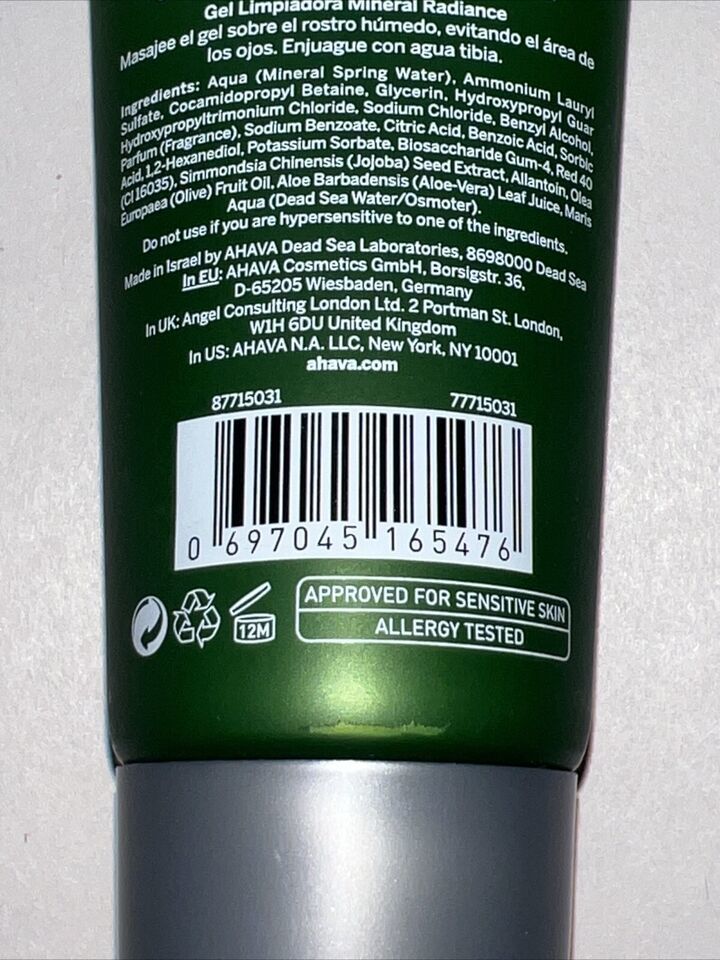 Gel Limpiadora Mineral Radiance
Masajee el gel sobre el rostro húmedo, evitando el área de
los ojos. Enjuague con agua tibia.
Ingredients: Aqua (Mineral Spring Water), Ammonium Lauryl
Sulfate, Cocamidopropyl Betaine, Glycerin, Hydroxypropyl Guar
Hydroxypropyltrimonium Chloride, Sodium Chloride, Benzyl Alcohol,
Parfum (Fragrance), Sodium Benzoate, Citric Acid, Benzoic Acid, Sorbic
Acid, 1,2-Hexanediol, Potassium Sorbate, Biosaccharide Gum-4, Red 40
(CI 16035), Simmondsia Chinensis (Jojoba) Seed Extract, Allantoin, Olea
Europaea (Olive) Fruit Oil, Aloe Barbadensis (Aloe-Vera) Leaf Juice, Maris
Aqua (Dead Sea Water/Osmoter).
Do not use if you are hypersensitive to one of the ingredients.
Made in Israel by AHAVA Dead Sea Laboratories, 8698000 Dead Sea
In EU: AHAVA Cosmetics GmbH, Borsigstr. 36,
D-65205 Wiesbaden, Germany
In UK: Angel Consulting London Ltd. 2 Portman St. London,
W1H 6DU United Kingdom
In US: AHAVA N.A. LLC, New York, NY 10001
ahava.com
87715031 77715031
0 697045 165476
12M
APPROVED FOR SENSITIVE SKIN
ALLERGY TESTED